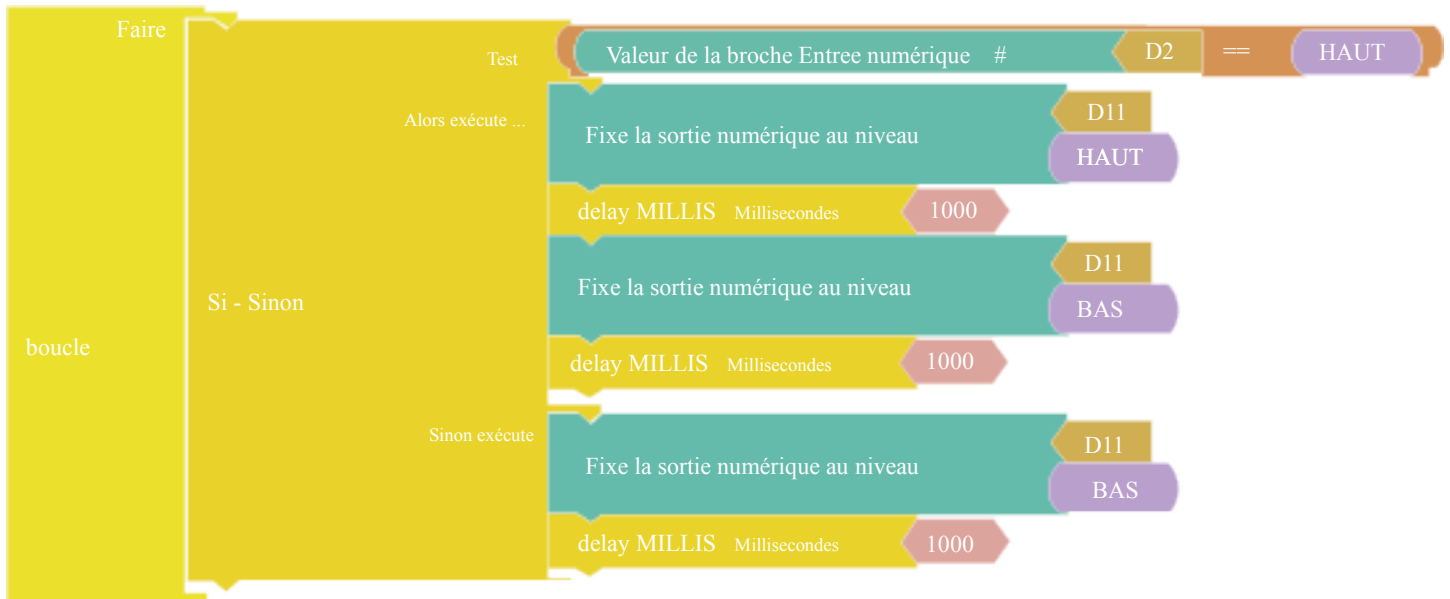 Faire
Test
Valeur de la broche Entree numérique # D2 == HAUT
Alors exécute ...
Fixe la sortie numérique au niveau
D11
HAUT
delay MILLIS Millisecondes 1000
Si - Sinon
boucle
Fixe la sortie numérique au niveau
D11
BAS
delay MILLIS Millisecondes 1000
Sinon exécute
Fixe la sortie numérique au niveau
D11
BAS
delay MILLIS Millisecondes 1000